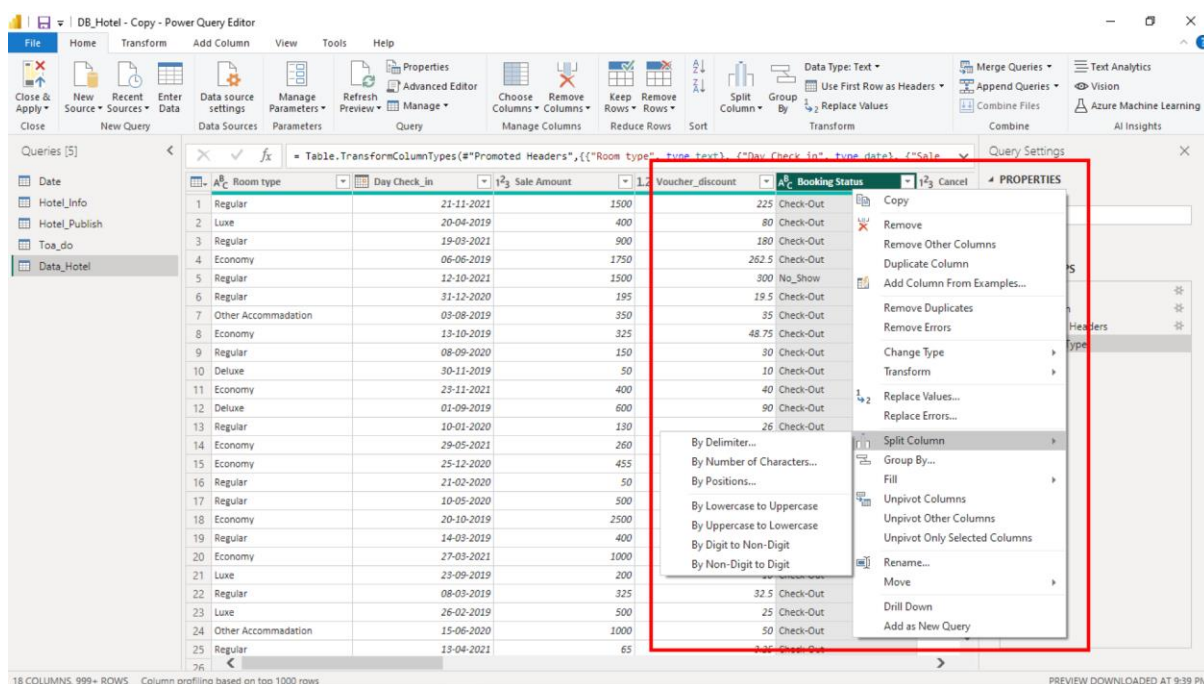 DB_Hotel - Copy - Power Query Editor
File Home Transform Add Column View Tools Help
Close & Apply
New Source
Recent Sources
Enter Data
Data source settings
Manage Parameters
Refresh Preview
Properties
Advanced Editor
Manage
Choose Columns
Remove Columns
Keep Rows
Remove Rows
Split Column
Group By
Data Type: Text
Use First Row as Headers
Replace Values
Merge Queries
Append Queries
Combine Files
Text Analytics
Vision
Azure Machine Learning
Close New Query Data Sources Parameters Query Manage Columns Reduce Rows Sort Transform Combine AI Insights
Queries [5]
Date
Hotel_Info
Hotel_Publish
Toa_do
Data_Hotel
= Table.TransformColumnTypes(#"Promoted Headers",{{"Room type", type text}, {"Day Check_in", type date}, {"Sale
Room type Day Check_in Sale Amount Voucher_discount Booking Status Cancel
1 Regular 21-11-2021 1500 225 Check-Out
2 Luxe 20-04-2019 400 80 Check-Out
3 Regular 19-03-2021 900 180 Check-Out
4 Economy 06-06-2019 1750 262.5 Check-Out
5 Regular 12-10-2021 1500 300 No_Show
6 Regular 31-12-2020 195 19.5 Check-Out
7 Other Accommadation 03-08-2019 350 35 Check-Out
8 Economy 13-10-2019 325 48.75 Check-Out
9 Regular 08-09-2020 150 30 Check-Out
10 Deluxe 30-11-2019 50 10 Check-Out
11 Economy 23-11-2021 400 40 Check-Out
12 Deluxe 01-09-2019 600 90 Check-Out
13 Regular 10-01-2020 130 26 Check-Out
14 Economy 29-05-2021 260
15 Economy 25-12-2020 455
16 Regular 21-02-2020 50
17 Regular 10-05-2020 500
18 Economy 20-10-2019 2500
19 Regular 14-03-2019 400
20 Economy 27-03-2021 1000
21 Luxe 23-09-2019 200
22 Regular 08-03-2019 325 32.5 Check-Out
23 Luxe 26-02-2019 500 25 Check-Out
24 Other Accommadation 15-06-2020 1000 50 Check-Out
25 Regular 13-04-2021 65 Check-Out
26
By Delimiter...
By Number of Characters...
By Positions...
By Lowercase to Uppercase
By Uppercase to Lowercase
By Digit to Non-Digit
By Non-Digit to Digit
Copy
Remove
Remove Other Columns
Duplicate Column
Add Column From Examples...
Remove Duplicates
Remove Errors
Change Type
Transform
Replace Values...
Replace Errors...
Split Column
Group By...
Fill
Unpivot Columns
Unpivot Other Columns
Unpivot Only Selected Columns
Rename...
Move
Drill Down
Add as New Query
Query Settings
PROPERTIES
Headers
Type
18 COLUMNS, 999+ ROWS Column profiling based on top 1000 rows
PREVIEW DOWNLOADED AT 9:39 PM